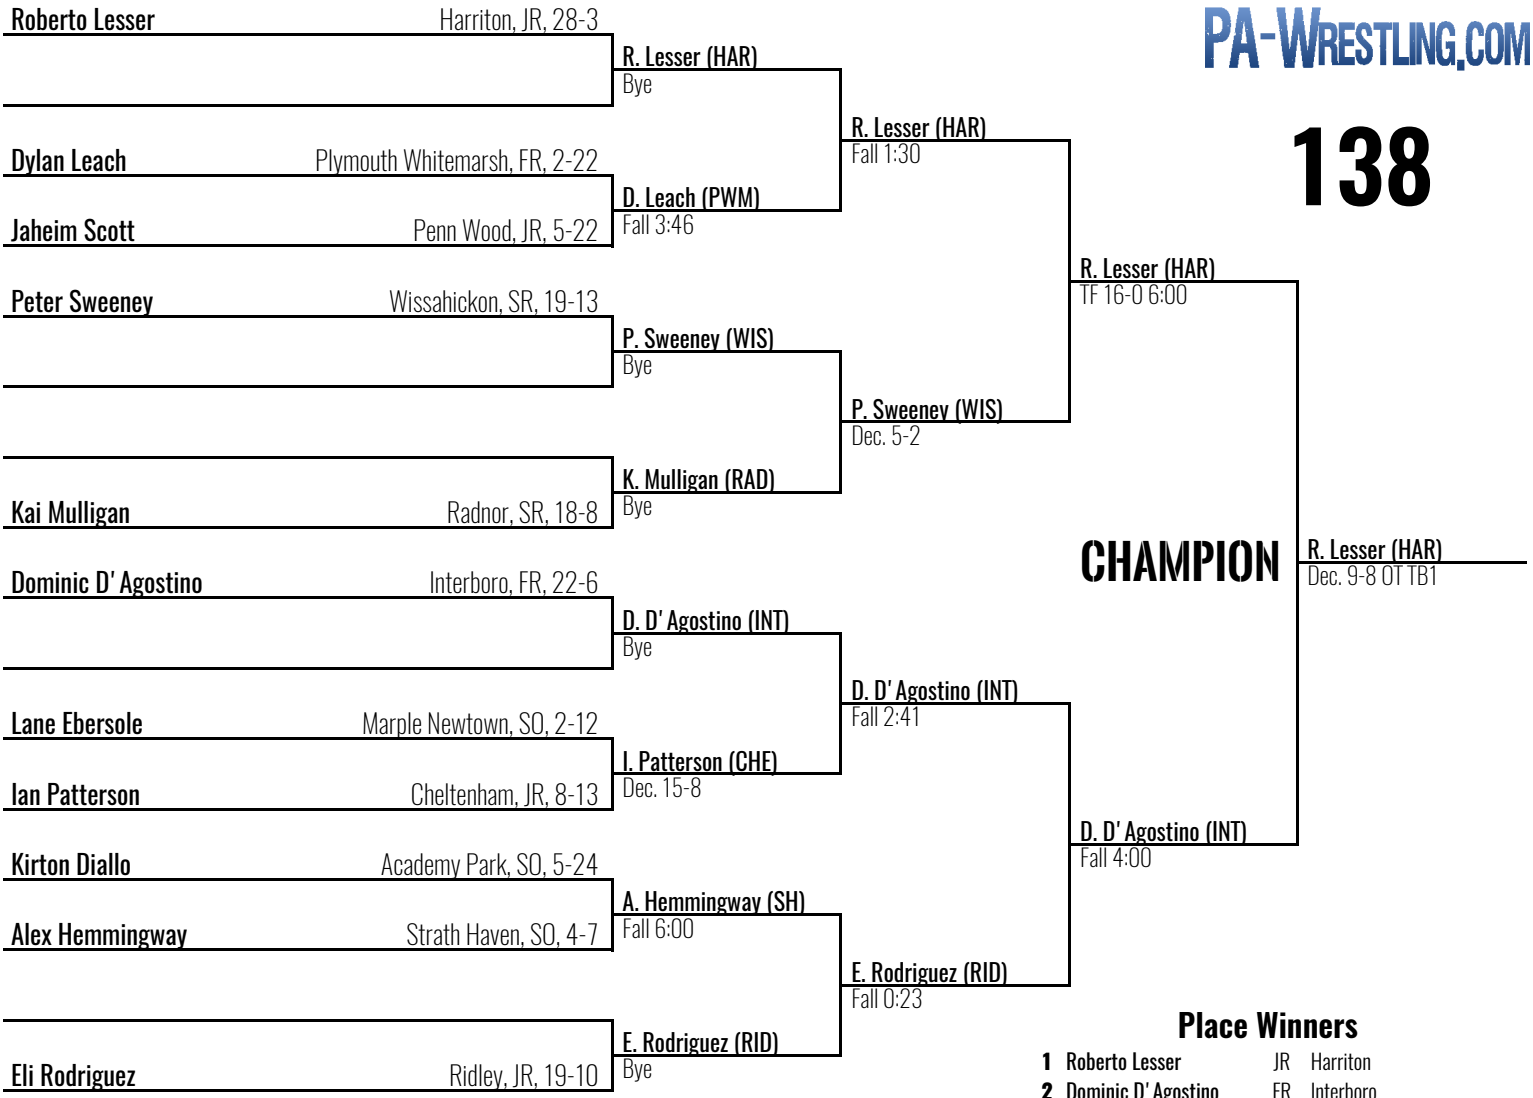 Roberto Lesser Harriton, JR, 28-3
PA-WRESTLING.COM
R. Lesser (HAR)
Bye
138
R. Lesser (HAR)
Fall 1:30
Dylan Leach Plymouth Whitemarsh, FR, 2-22
D. Leach (PWM)
Fall 3:46
Jaheim Scott Penn Wood, JR, 5-22
R. Lesser (HAR)
TF 16-0 6:00
Peter Sweeney Wissahickon, SR, 19-13
P. Sweeney (WIS)
Bye
P. Sweeney (WIS)
Dec. 5-2
K. Mulligan (RAD)
Bye
Kai Mulligan Radnor, SR, 18-8
CHAMPION
R. Lesser (HAR)
Dec. 9-8 OT TB1
Dominic D'Agostino Interboro, FR, 22-6
D. D'Agostino (INT)
Bye
D. D'Agostino (INT)
Fall 2:41
Lane Ebersole Marple Newtown, SO, 2-12
I. Patterson (CHE)
Dec. 15-8
Ian Patterson Cheltenham, JR, 8-13
D. D'Agostino (INT)
Fall 4:00
Kirton Diallo Academy Park, SO, 5-24
A. Hemmingway (SH)
Fall 6:00
Alex Hemmingway Strath Haven, SO, 4-7
E. Rodriguez (RID)
Fall 0:23
E. Rodriguez (RID)
Bye
Eli Rodriguez Ridley, JR, 19-10
Place Winners
1 Roberto Lesser JR Harriton
2 Dominic D'Agostino FR Interboro